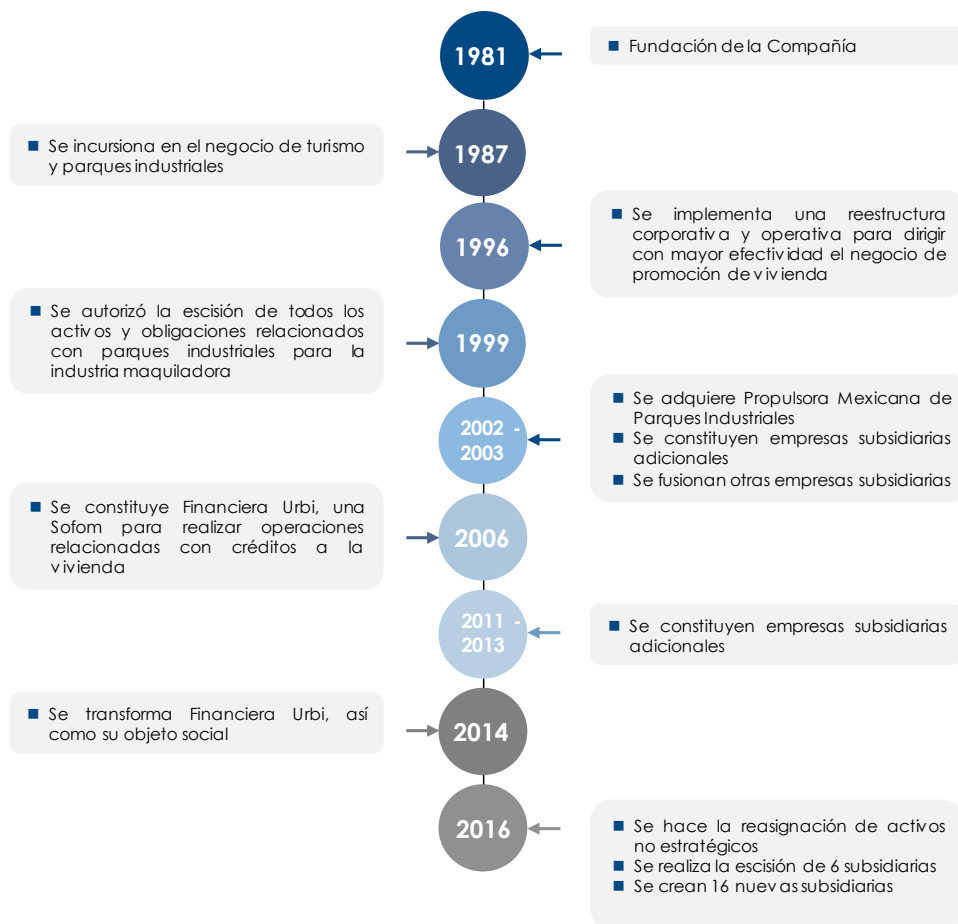 1981
■ Fundación de la Compañía
■ Se incursiona en el negocio de turismo
y parques industriales
1987
1996
■ Se implementa una reestructura
corporativa y operativa para dirigir
con mayor efectividad el negocio de
promoción de vivienda
■ Se autorizó la escisión de todos los
activos y obligaciones relacionados
con parques industriales para la
industria maquiladora
1999
2002 -
2003
■ Se adquiere Propulsora Mexicana de
Parques Industriales
■ Se constituyen empresas subsidiarias
adicionales
■ Se fusionan otras empresas subsidiarias
■ Se constituye Financiera Urbi, una
Sofom para realizar operaciones
relacionadas con créditos a la
vivienda
2006
2011 -
2013
■ Se constituyen empresas subsidiarias
adicionales
■ Se transforma Financiera Urbi, así
como su objeto social
2014
2016
■ Se hace la reasignación de activos
no estratégicos
■ Se realiza la escisión de 6 subsidiarias
■ Se crean 16 nuevas subsidiarias